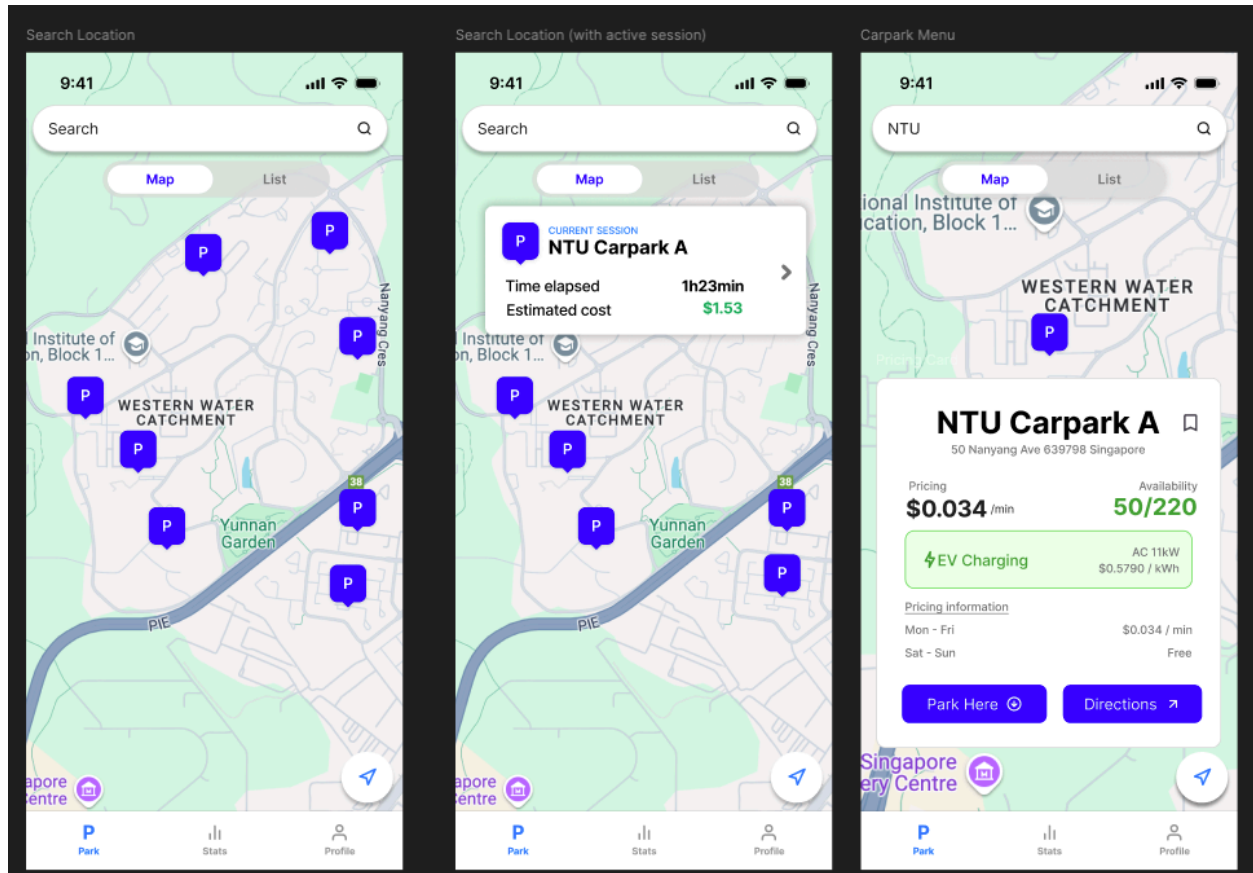 Search Location
9:41
Search
Map
List
P
P
Nanyang Cres
P
l Institute of
on, Block 1...
P
WESTERN WATER
CATCHMENT
P
38
P
P
Yunnan
Garden
P
PIE
apore
Centre
P
Park
Stats
Profile
Search Location (with active session)
9:41
Search
Map
List
P
CURRENT SESSION
NTU Carpark A
Time elapsed 1h23min
Estimated cost $1.53
Nanyang Cres
l Institute of
on, Block 1...
P
WESTERN WATER
CATCHMENT
P
38
P
P
Yunnan
Garden
P
PIE
apore
Centre
P
Park
Stats
Profile
Carpark Menu
9:41
NTU
Map
List
ional Institute of
cation, Block 1...
WESTERN WATER
CATCHMENT
P
NTU Carpark A
50 Nanyang Ave 639798 Singapore
Pricing Availability
$0.034 /min 50/220
EV Charging
AC 11kW
$0.5790 / kWh
Pricing information
Mon - Fri $0.034 / min
Sat - Sun Free
Park Here
Directions
Singapore
ery Centre
P
Park
Stats
Profile